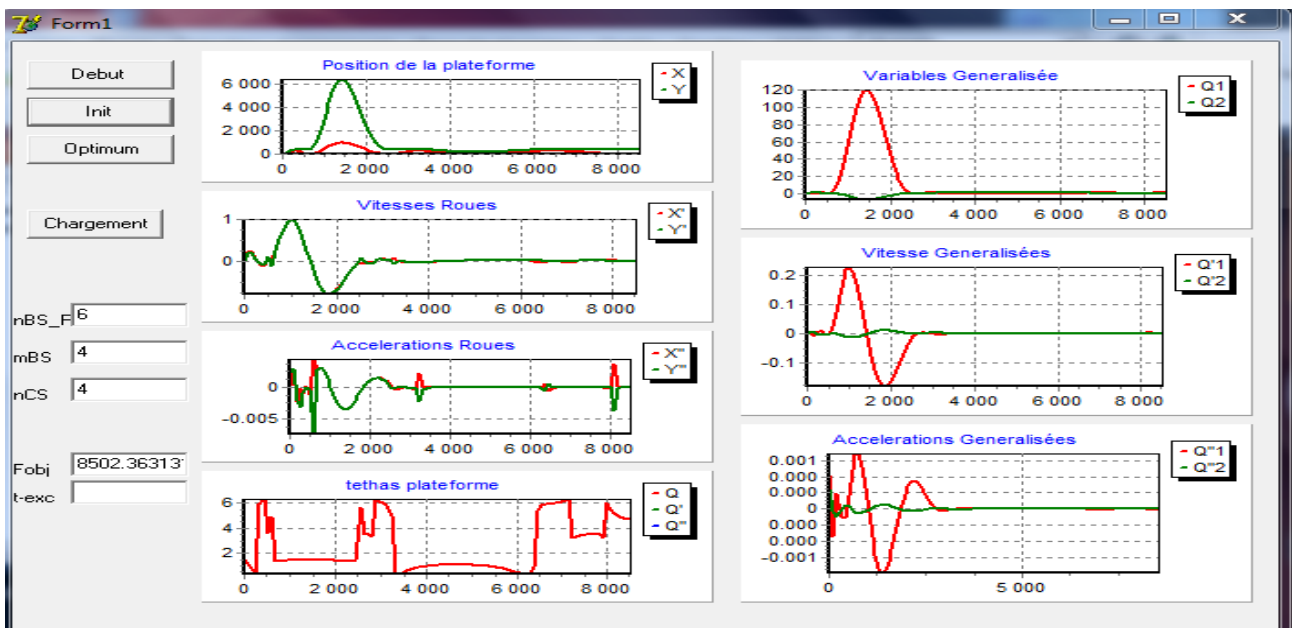 Form1
Debut
Init
Optimum
Chargement
nBS_F 6
mBS 4
nCS 4
Fobj 8502.36313
t-exc
Position de la plateforme
X
Y
6 000
4 000
2 000
0
0 2 000 4 000 6 000 8 000
Vitesses Roues
X'
Y'
1
0
0 2 000 4 000 6 000 8 000
Accelerations Roues
X"
Y"
0
-0.005
0 2 000 4 000 6 000 8 000
tethas plateforme
Q
Q'
Q"
6
4
2
0 2 000 4 000 6 000 8 000
Variables Generalisée
Q1
Q2
120
100
80
60
40
20
0
0 2 000 4 000 6 000 8 000
Vitesse Generalisées
Q'1
Q'2
0.2
0.1
0
-0.1
0 2 000 4 000 6 000 8 000
Accelerations Generalisées
Q"1
Q"2
0.001
0.000
0.000
0
0.000
0.000
-0.001
0 5 000